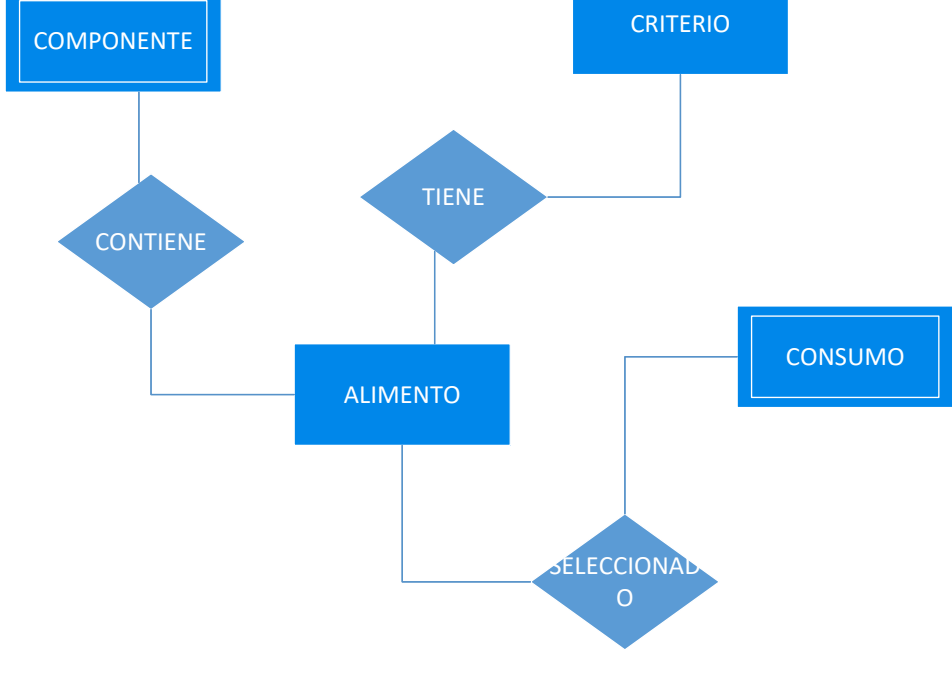 COMPONENTE
CRITERIO
TIENE
CONTIENE
CONSUMO
ALIMENTO
SELECCIONAD
O